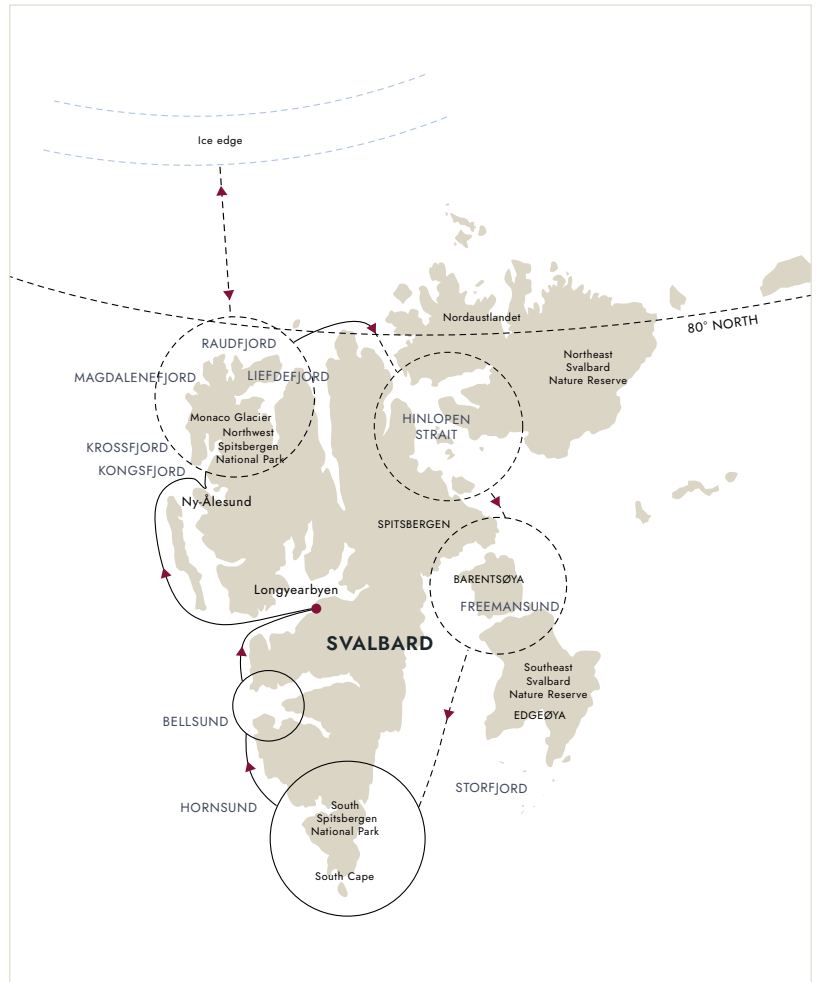 Ice edge
Nordaustlandet
80° NORTH
RAUDFJORD
Northeast
Svalbard
Nature Reserve
MAGDALENEFJORD
LIEFDEFJORD
Monaco Glacier
Northwest
Spitsbergen
National Park
HINLOPEN
STRAIT
KROSSFJORD
KONGSFJORD
Ny-Ålesund
SPITSBERGEN
BARENTSØYA
Longyearbyen
FREEMANSUND
SVALBARD
Southeast
Svalbard
Nature Reserve
EDGEØYA
BELLSUND
STORFJORD
HORNSUND
South
Spitsbergen
National Park
South Cape